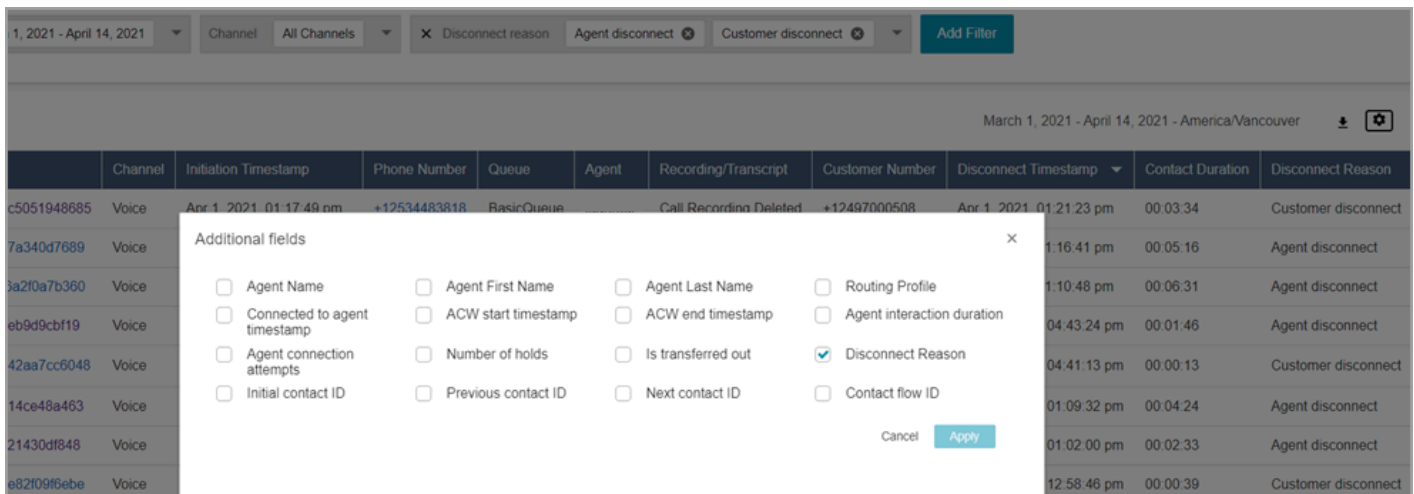 1, 2021 - April 14, 2021 Channel All Channels Disconnect reason Agent disconnect Customer disconnect Add Filter
March 1, 2021 - April 14, 2021 - America/Vancouver
Channel Initiation Timestamp Phone Number Queue Agent Recording/Transcript Customer Number Disconnect Timestamp Contact Duration Disconnect Reason
c5051948685 Voice Apr 1, 2021, 01:17:49 pm +12534483818 BasicQueue Call Recording Deleted +12497000508 Apr 1, 2021, 01:21:23 pm 00:03:34 Customer disconnect
Additional fields
7a340d7689 Voice 1:16:41 pm 00:05:16 Agent disconnect
Agent Name Agent First Name Agent Last Name Routing Profile
6a2f0a7b360 Voice 1:10:48 pm 00:06:31 Agent disconnect
Connected to agent timestamp ACW start timestamp ACW end timestamp Agent interaction duration
eb9d9cbf19 Voice 04:43:24 pm 00:01:46 Agent disconnect
Agent connection attempts Number of holds Is transferred out Disconnect Reason
42aa7cc6048 Voice 04:41:13 pm 00:00:13 Customer disconnect
Initial contact ID Previous contact ID Next contact ID Contact flow ID
14ce48a463 Voice 01:09:32 pm 00:04:24 Agent disconnect
Cancel Apply
21430df848 Voice 01:02:00 pm 00:02:33 Agent disconnect
e82f09f6ebe Voice 12:58:46 pm 00:00:39 Customer disconnect